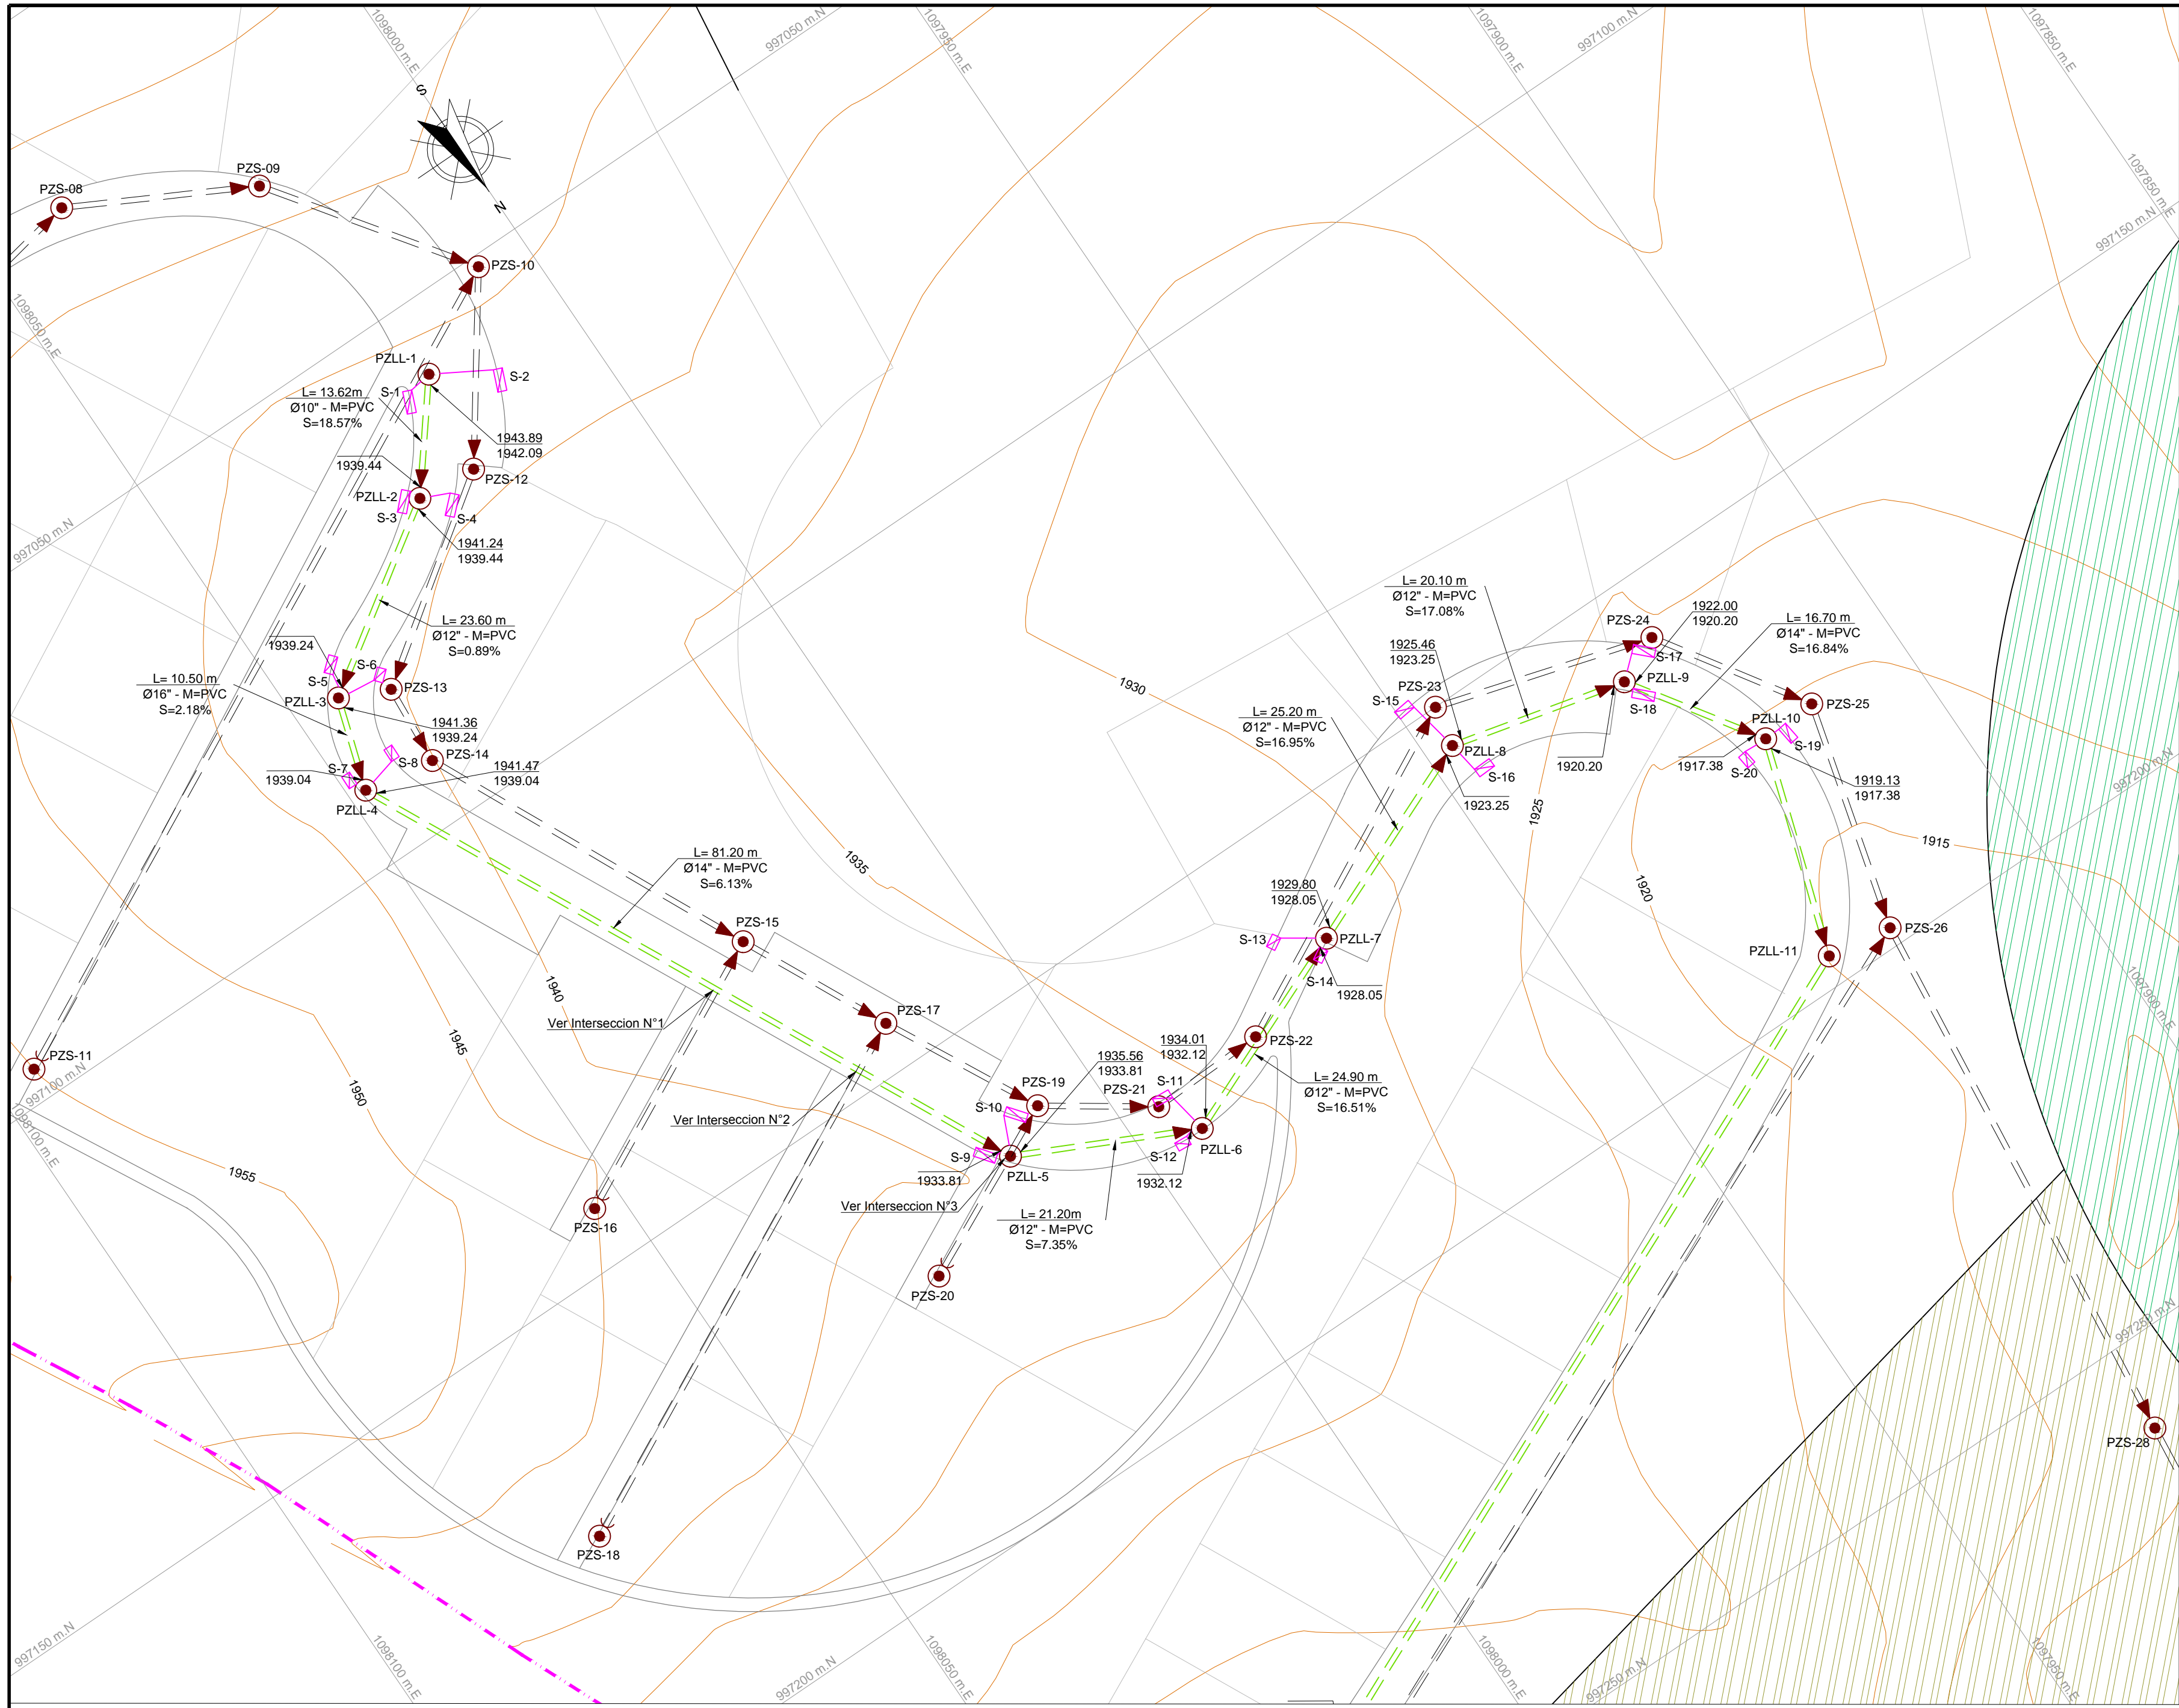 1098000 m.E
997050 m.N
1097950 m.E
1097900 m.E
997100 m.N
1097850 m.E
S
N
PZS-08
PZS-09
PZS-10
1097850 m.E
997150 m.N
1098050 m.E
PZLL-1
S-1
S-2
L= 13.62m
Ø10" - M=PVC
S=18.57%
1943.89
1942.09
1939.44
PZS-12
PZLL-2
S-3
S-4
997050 m.N
1941.24
1939.44
L= 23.60 m
Ø12" - M=PVC
S=0.89%
1939.24
S-6
S-5
L= 10.50 m
Ø16" - M=PVC
S=2.18%
PZLL-3
PZS-13
1941.36
1939.24
PZS-14
S-7
S-8
1939.04
1941.47
1939.04
PZLL-4
L= 81.20 m
Ø14" - M=PVC
S=6.13%
1935
1930
L= 20.10 m
Ø12" - M=PVC
S=17.08%
PZS-24
1922.00
1920.20
L= 16.70 m
Ø14" - M=PVC
S=16.84%
1925.46
1923.25
S-17
PZLL-9
S-18
PZS-23
S-15
PZS-25
L= 25.20 m
Ø12" - M=PVC
S=16.95%
PZLL-10
S-19
PZLL-8
S-16
1920.20
1917.38
S-20
1919.13
1917.38
997200 m.N
1923.25
1925
1915
1920
1929.80
1928.05
PZS-15
S-13
PZLL-7
PZS-26
PZLL-11
S-14
1928.05
1940
1945
Ver Interseccion N°1
PZS-17
1097900 m.E
PZS-11
997100 m.N
1098100 m.E
1950
1955
1934.01
1932.12
PZS-22
1935.56
1933.81
PZS-19
PZS-21
S-11
L= 24.90 m
Ø12" - M=PVC
S=16.51%
S-10
Ver Interseccion N°2
S-9
PZLL-6
S-12
PZLL-5
1933.81
1932.12
Ver Interseccion N°3
L= 21.20m
Ø12" - M=PVC
S=7.35%
PZS-16
PZS-20
997250 m.N
PZS-28
PZS-18
997150 m.N
1098100 m.E
997200 m.N
1098050 m.E
1098000 m.E
997250 m.N
1097950 m.E